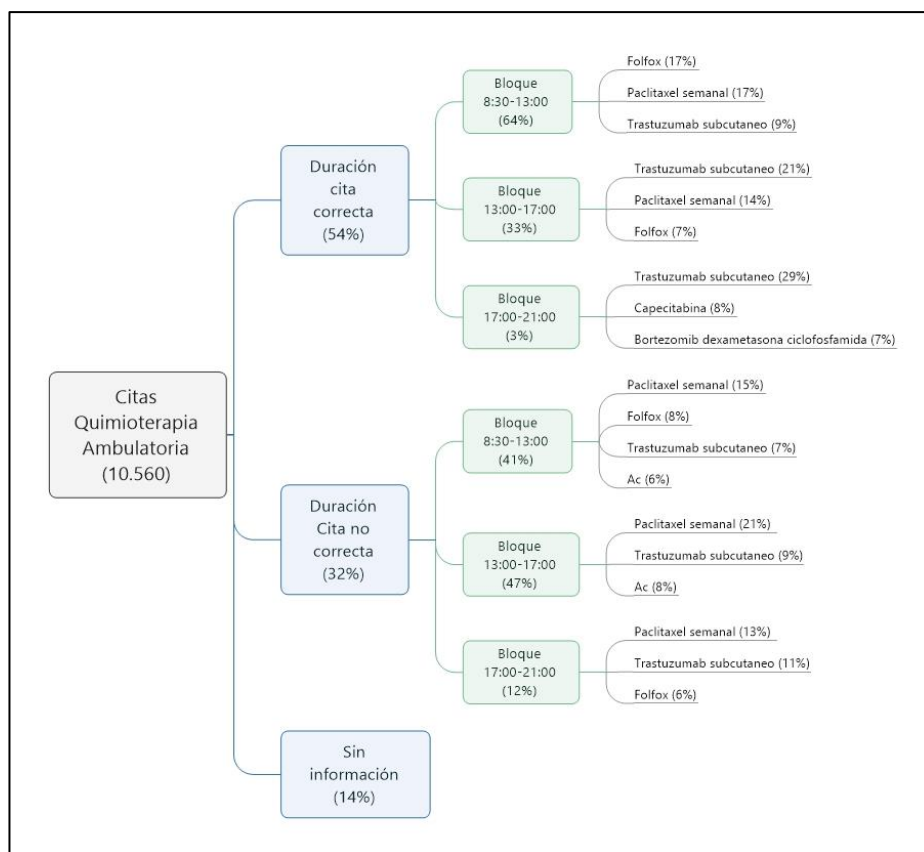 Citas
Quimioterapia
Ambulatoria
(10.560)
Duración
cita
correcta
(54%)
Bloque
8:30-13:00
(64%)
Folfox (17%)
Paclitaxel semanal (17%)
Trastuzumab subcutaneo (9%)
Bloque
13:00-17:00
(33%)
Trastuzumab subcutaneo (21%)
Paclitaxel semanal (14%)
Folfox (7%)
Bloque
17:00-21:00
(3%)
Trastuzumab subcutaneo (29%)
Capecitabina (8%)
Bortezomib dexametasona ciclofosfamida (7%)
Duración
Cita no
correcta
(32%)
Bloque
8:30-13:00
(41%)
Paclitaxel semanal (15%)
Folfox (8%)
Trastuzumab subcutaneo (7%)
Ac (6%)
Bloque
13:00-17:00
(47%)
Paclitaxel semanal (21%)
Trastuzumab subcutaneo (9%)
Ac (8%)
Bloque
17:00-21:00
(12%)
Paclitaxel semanal (13%)
Trastuzumab subcutaneo (11%)
Folfox (6%)
Sin
información
(14%)